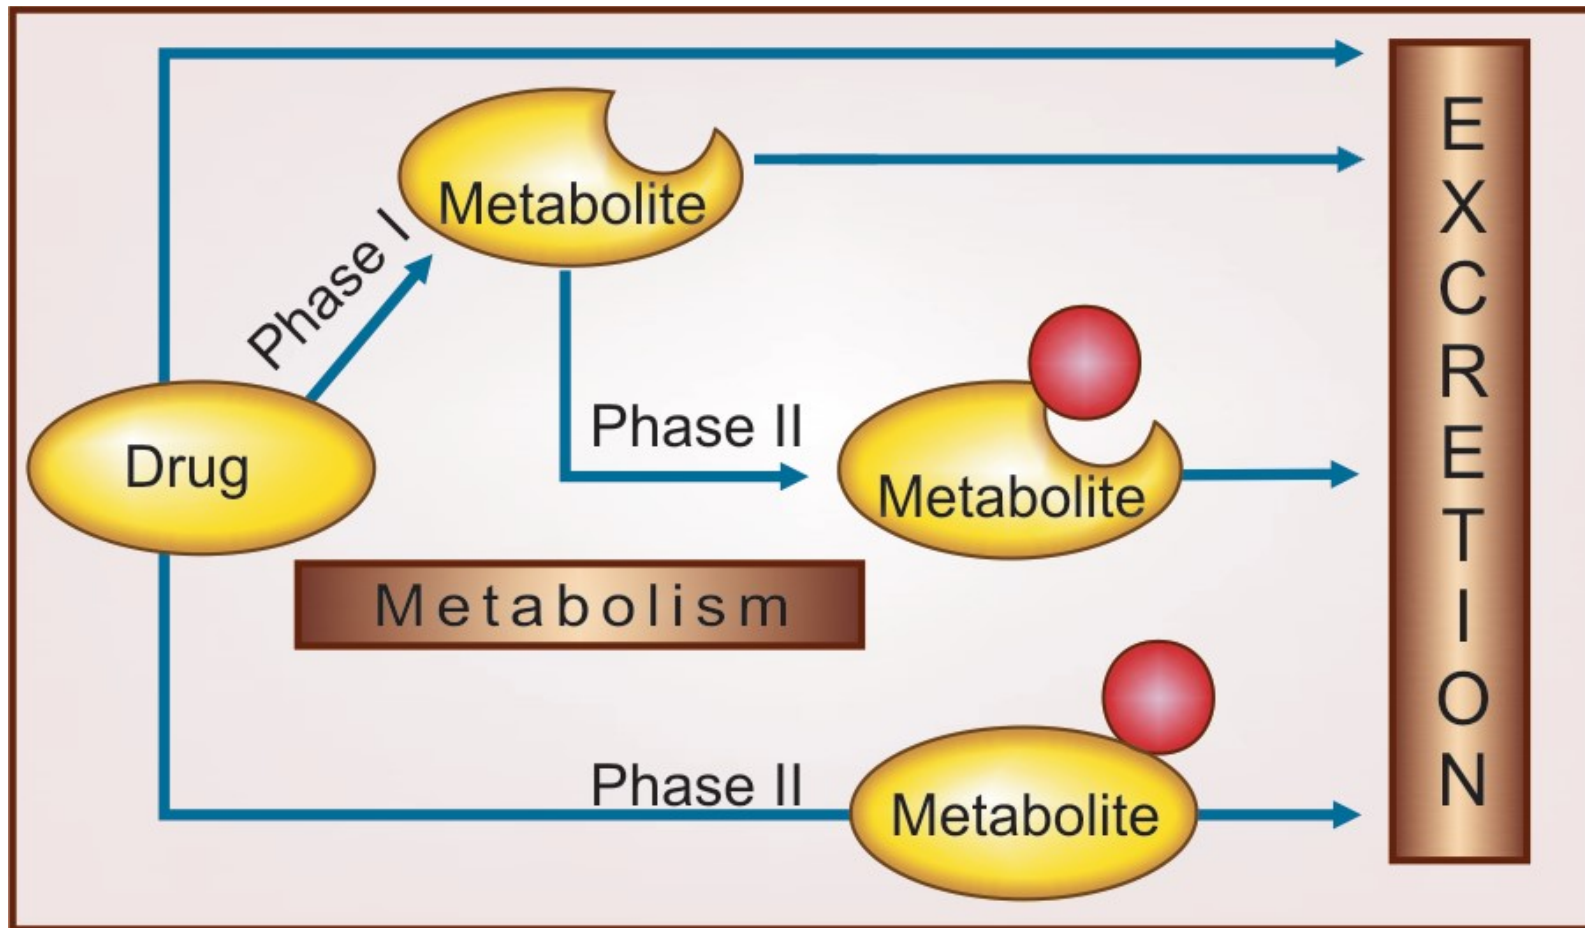 Metabolite
Phase I
Drug
Phase II
Metabolite
Metabolism
Phase II
Metabolite
EXCRETION